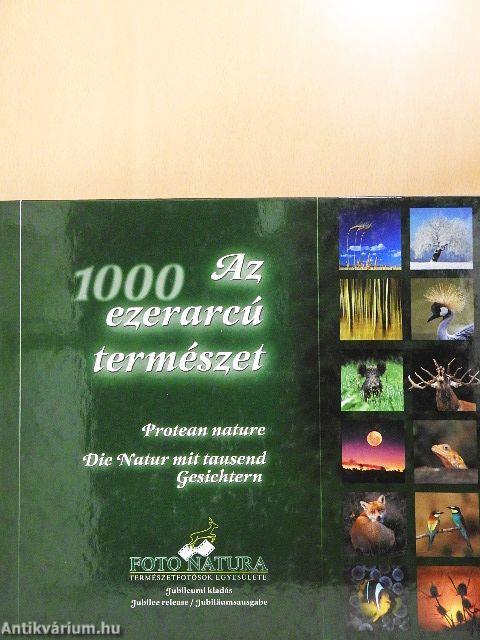 1000 Az
ezerarcú
természet
Protean nature
Die Natur mit tausend
Gesichtern
FOTO NATURA
TERMÉSZETFOTÓSOK EGYESÜLETE
Jubileumi kiadás
Jubilee release / Jubiläumsausgabe
Antikvárium.hu